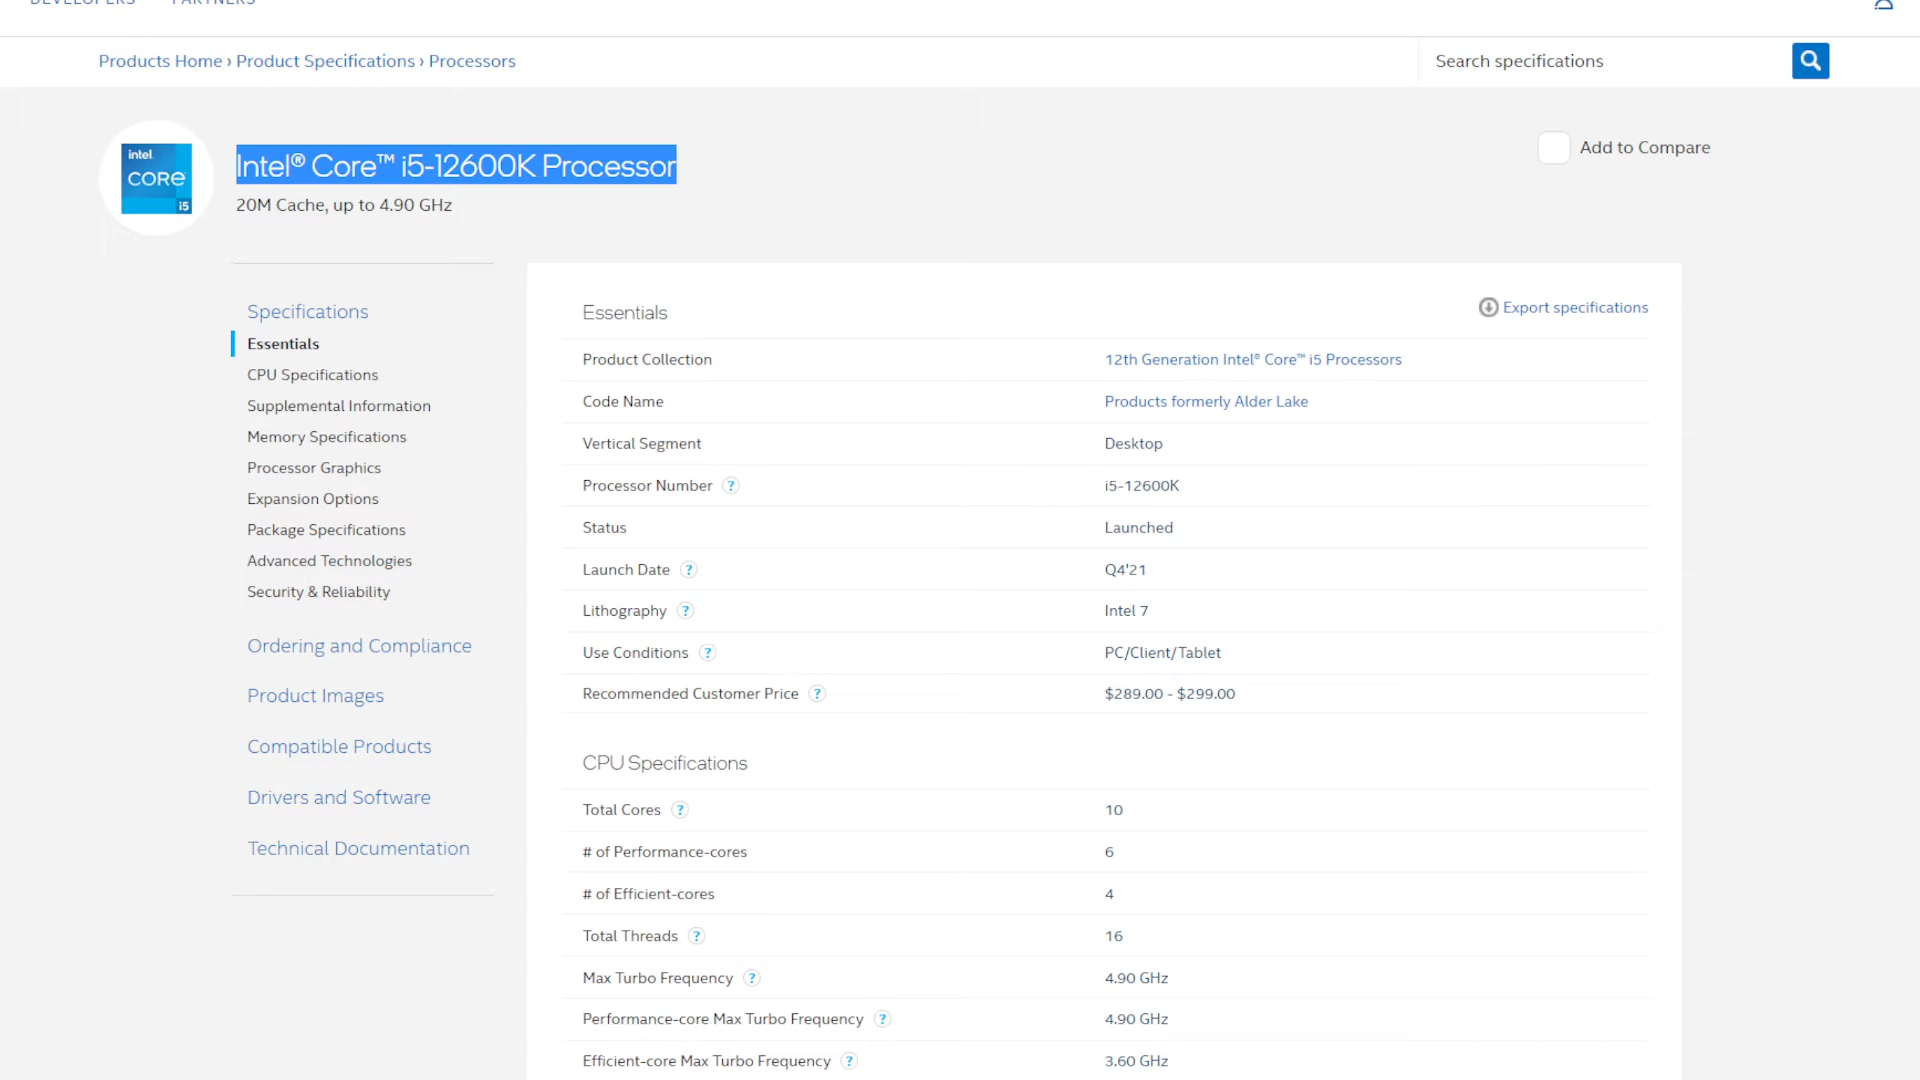 DEVELOPERS PARTNERS
Products Home › Product Specifications › Processors
Search specifications
intel.
CORE
i5
Intel® Core™ i5-12600K Processor
20M Cache, up to 4.90 GHz
Add to Compare
Specifications
Essentials
CPU Specifications
Supplemental Information
Memory Specifications
Processor Graphics
Expansion Options
Package Specifications
Advanced Technologies
Security & Reliability
Ordering and Compliance
Product Images
Compatible Products
Drivers and Software
Technical Documentation
Essentials
Export specifications
Product Collection 12th Generation Intel® Core™ i5 Processors
Code Name Products formerly Alder Lake
Vertical Segment Desktop
Processor Number ? i5-12600K
Status Launched
Launch Date ? Q4'21
Lithography ? Intel 7
Use Conditions ? PC/Client/Tablet
Recommended Customer Price ? $289.00 - $299.00
CPU Specifications
Total Cores ? 10
# of Performance-cores 6
# of Efficient-cores 4
Total Threads ? 16
Max Turbo Frequency ? 4.90 GHz
Performance-core Max Turbo Frequency ? 4.90 GHz
Efficient-core Max Turbo Frequency ? 3.60 GHz